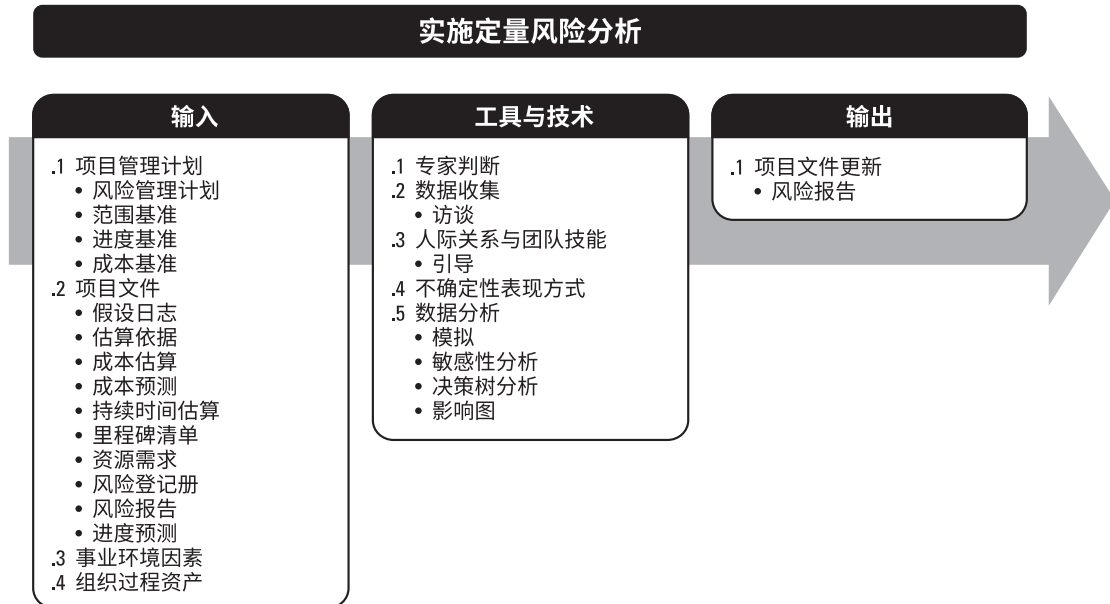 实施定量风险分析
输入
.1 项目管理计划
• 风险管理计划
• 范围基准
• 进度基准
• 成本基准
.2 项目文件
• 假设日志
• 估算依据
• 成本估算
• 成本预测
• 持续时间估算
• 里程碑清单
• 资源需求
• 风险登记册
• 风险报告
• 进度预测
.3 事业环境因素
.4 组织过程资产
工具与技术
.1 专家判断
.2 数据收集
• 访谈
.3 人际关系与团队技能
• 引导
.4 不确定性表现方式
.5 数据分析
• 模拟
• 敏感性分析
• 决策树分析
• 影响图
输出
.1 项目文件更新
• 风险报告